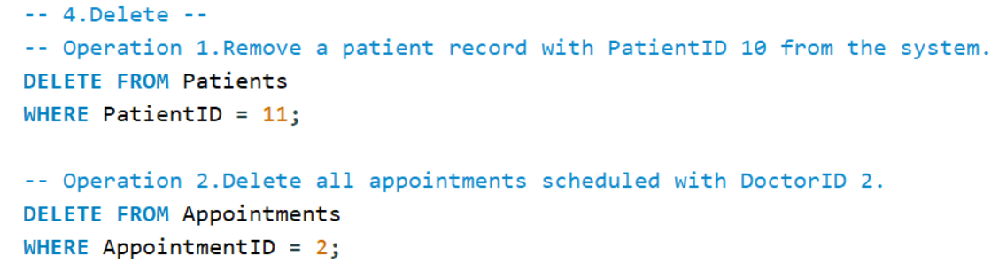 -- 4.Delete --
-- Operation 1.Remove a patient record with PatientID 10 from the system.
DELETE FROM Patients
WHERE PatientID = 11;
-- Operation 2.Delete all appointments scheduled with DoctorID 2.
DELETE FROM Appointments
WHERE AppointmentID = 2;